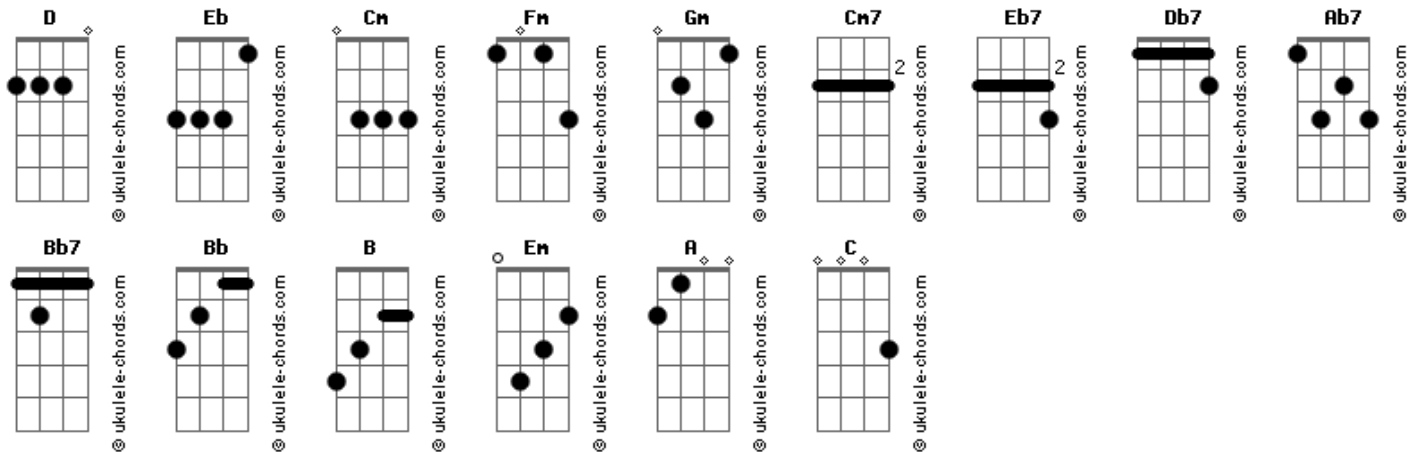 D Eb Cm Fm Gm Cm7 Eb7 Db7 Ab7
2 2
© ukulele-chords.com © ukulele-chords.com © ukulele-chords.com © ukulele-chords.com © ukulele-chords.com © ukulele-chords.com © ukulele-chords.com © ukulele-chords.com © ukulele-chords.com
Bb7 Bb B Em A C
© ukulele-chords.com © ukulele-chords.com © ukulele-chords.com © ukulele-chords.com © ukulele-chords.com © ukulele-chords.com